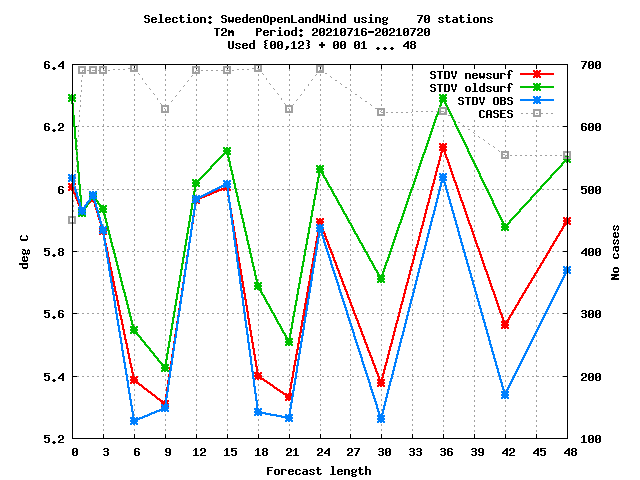 Selection: SwedenOpenLandWind using    70 stations
T2m   Period: 20210716-20210720
Used {00,12} + 00 01 ... 48
6.4
6.2
6
5.8
5.6
5.4
5.2
deg C
700
600
500
400
300
200
100
No cases
STDV newsurf
STDV oldsurf
STDV OBS
CASES
0 3 6 9 12 15 18 21 24 27 30 33 36 39 42 45 48
Forecast length